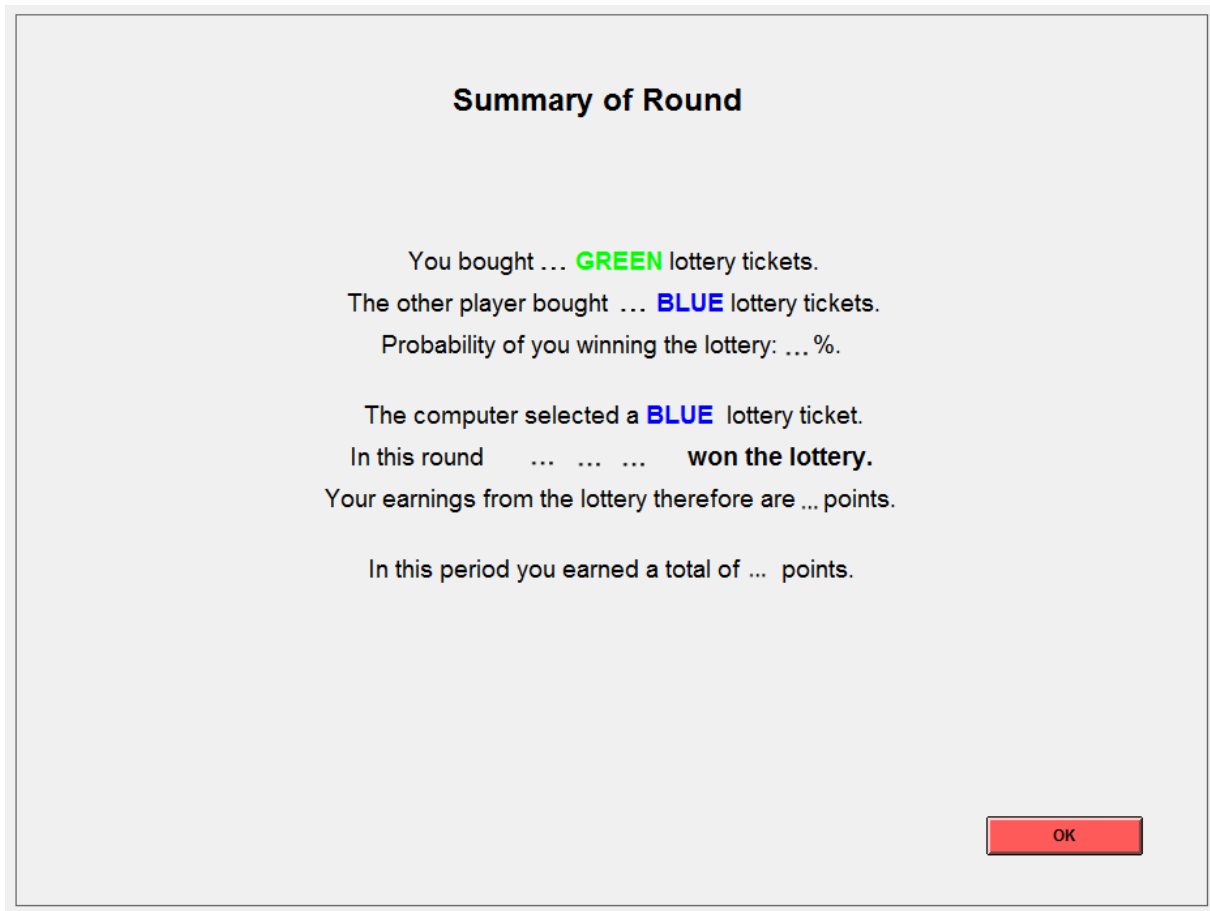 Summary of Round
You bought ... GREEN lottery tickets.
The other player bought ... BLUE lottery tickets.
Probability of you winning the lottery: ...%.
The computer selected a BLUE lottery ticket.
In this round ... ... ... won the lottery.
Your earnings from the lottery therefore are ... points.
In this period you earned a total of ... points.
OK